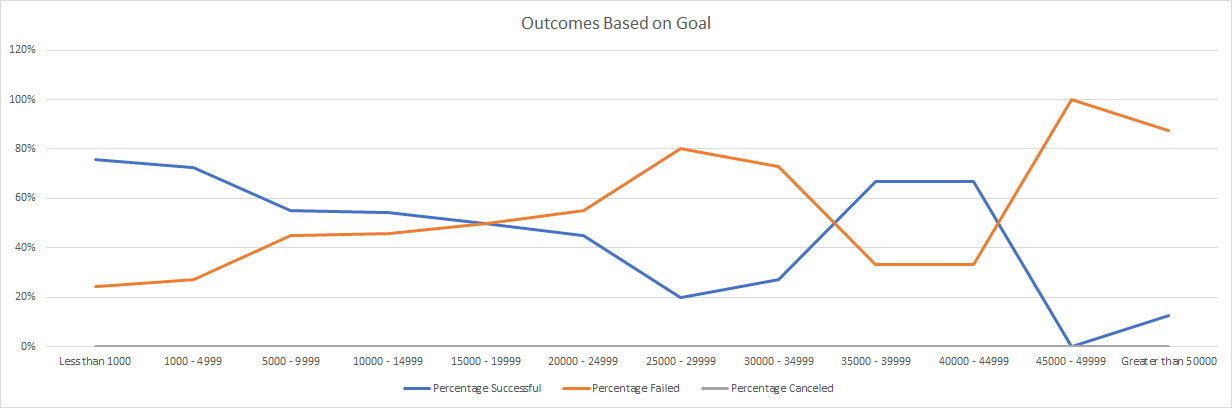 Outcomes Based on Goal
120%
100%
80%
60%
40%
20%
0%
Less than 1000 1000 - 4999 5000 - 9999 10000 - 14999 15000 - 19999 20000 - 24999 25000 - 29999 30000 - 34999 35000 - 39999 40000 - 44999 45000 - 49999 Greater than 50000
Percentage Successful Percentage Failed Percentage Canceled